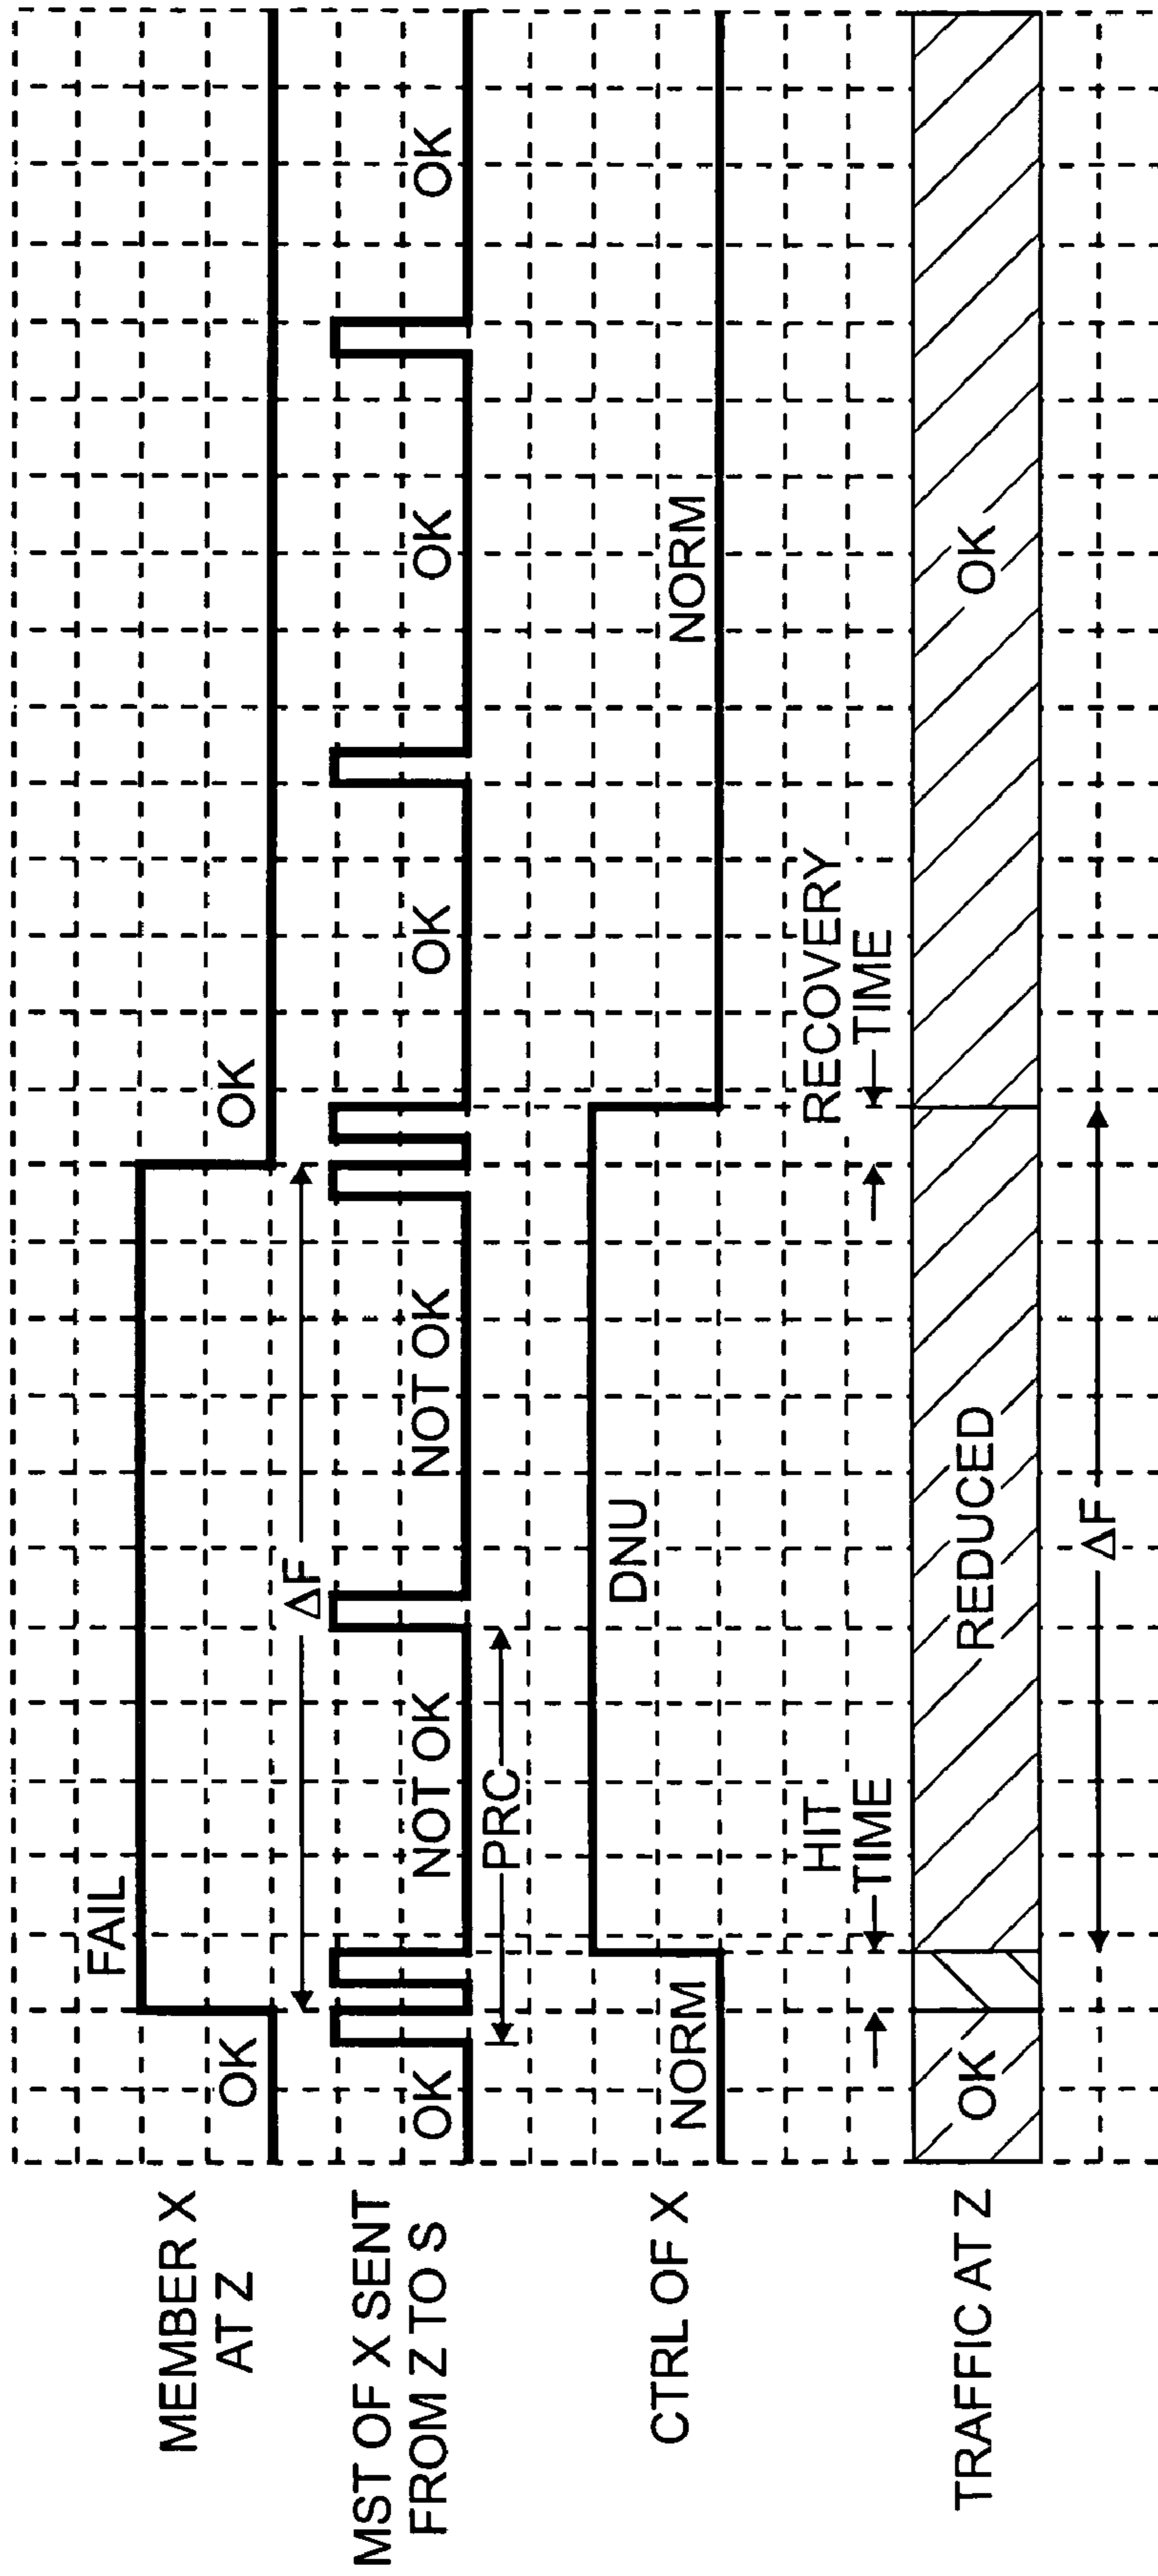 MEMBER X
AT Z
OK
FAIL
OK
ΔF
MST OF X SENT
FROM Z TO S
OK
NOT OK
NOT OK
OK
OK
OK
PRC
CTRL OF X
NORM
DNU
NORM
HIT
TIME
RECOVERY
TIME
TRAFFIC AT Z
OK
REDUCED
OK
ΔF